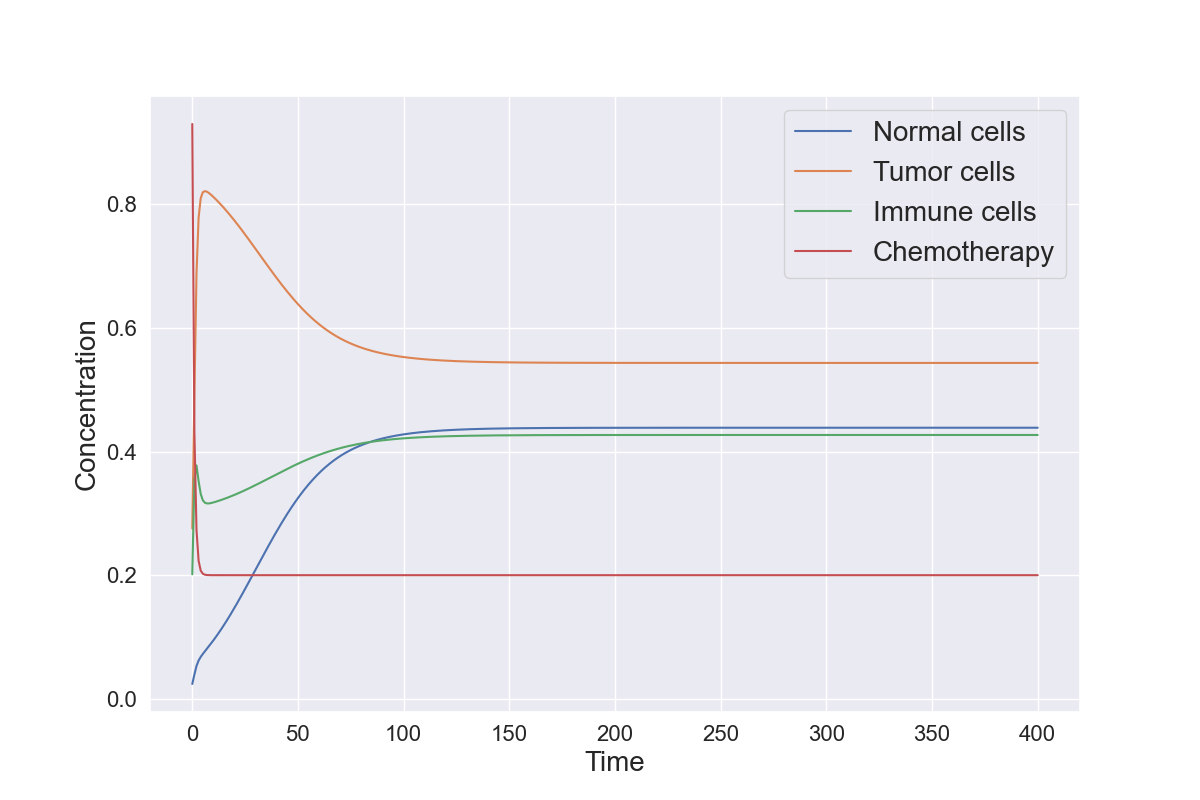 Normal cells
Tumor cells
Immune cells
Chemotherapy
0.8
0.6
0.4
0.2
0.0
Concentration
0 50 100 150 200 250 300 350 400
Time